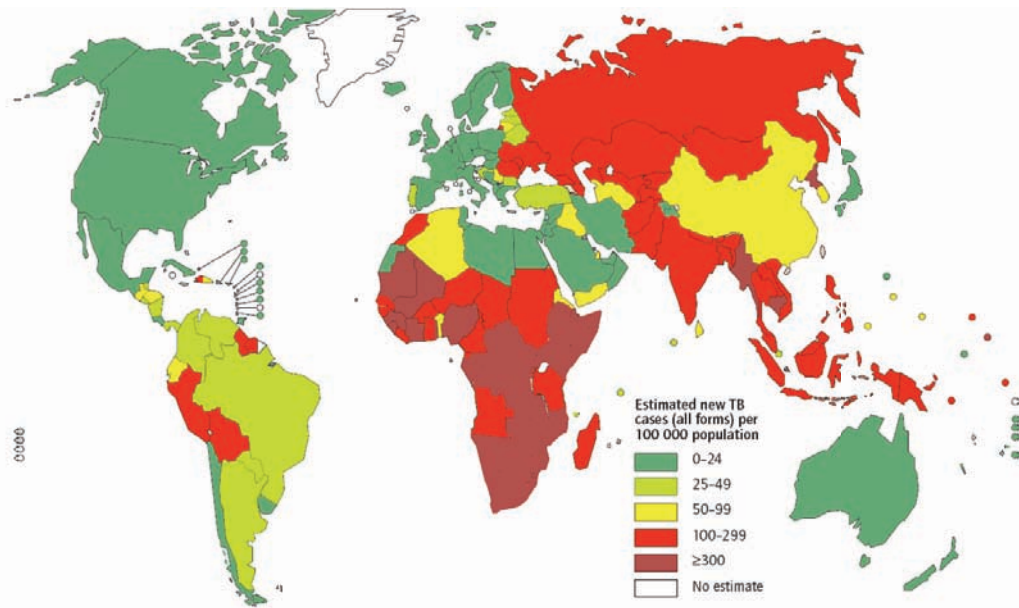 Estimated new TB
cases (all forms) per
100 000 population
0–24
25–49
50–99
100–299
≥300
No estimate